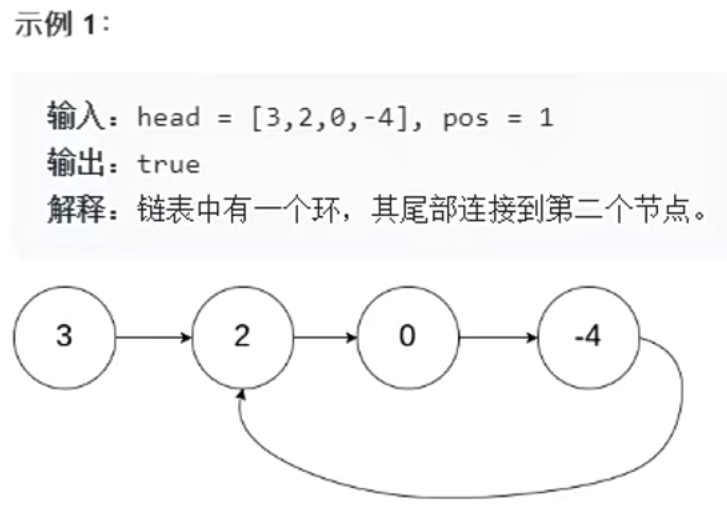 示例 1：
输入：head = [3,2,0,-4], pos = 1
输出：true
解释：链表中有一个环，其尾部连接到第二个节点。
3 2 0 -4